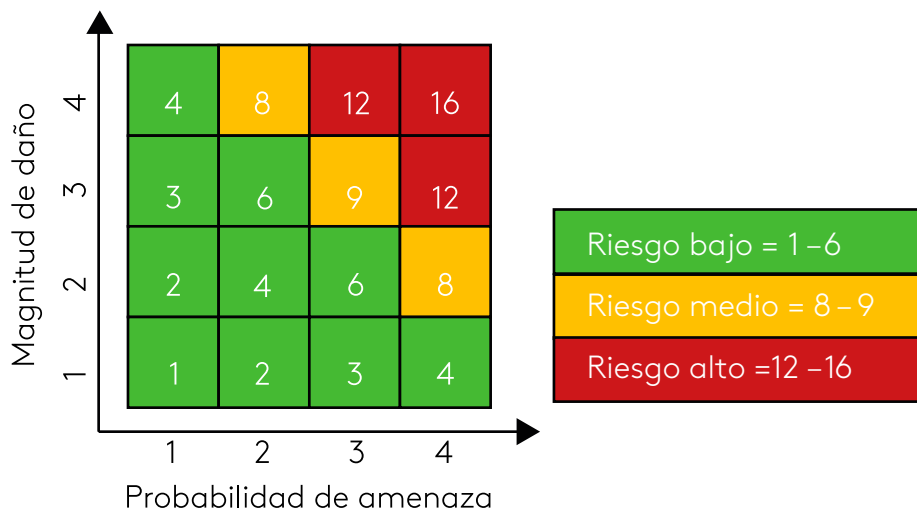 Magnitud de daño
4
4 8 12 16
3
3 6 9 12
2
2 4 6 8
1
1 2 3 4
1 2 3 4
Probabilidad de amenaza
Riesgo bajo = 1 – 6
Riesgo medio = 8 – 9
Riesgo alto =12 – 16